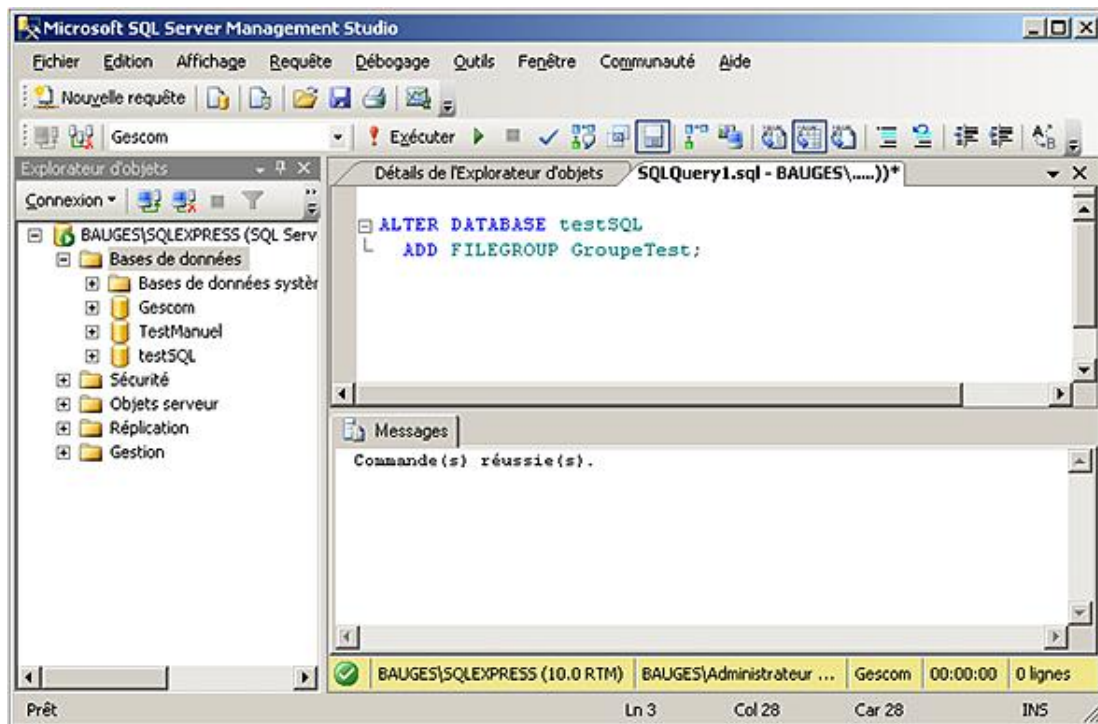 Microsoft SQL Server Management Studio
Fichier Edition Affichage Requête Débogage Outils Fenêtre Communauté Aide
Nouvelle requête
Gescom Exécuter
Explorateur d'objets
Connexion
BAUGES\SQLEXPRESS (SQL Serv
Bases de données
Bases de données systèr
Gescom
TestManuel
testSQL
Sécurité
Objets serveur
Réplication
Gestion
Détails de l'Explorateur d'objets SQLQuery1.sql - BAUGES\.....))*
ALTER DATABASE testSQL
ADD FILEGROUP GroupeTest;
Messages
Commande(s) réussie(s).
BAUGES\SQLEXPRESS (10.0 RTM) BAUGES\Administrateur ... Gescom 00:00:00 0 lignes
Prêt Ln 3 Col 28 Car 28 INS